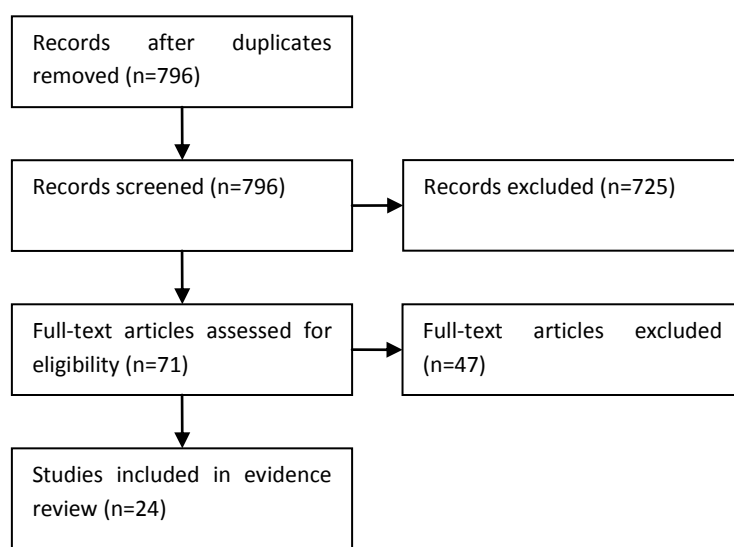 Records after duplicates
removed (n=796)
Records screened (n=796)
Records excluded (n=725)
Full-text articles assessed for
eligibility (n=71)
Full-text articles excluded
(n=47)
Studies included in evidence
review (n=24)